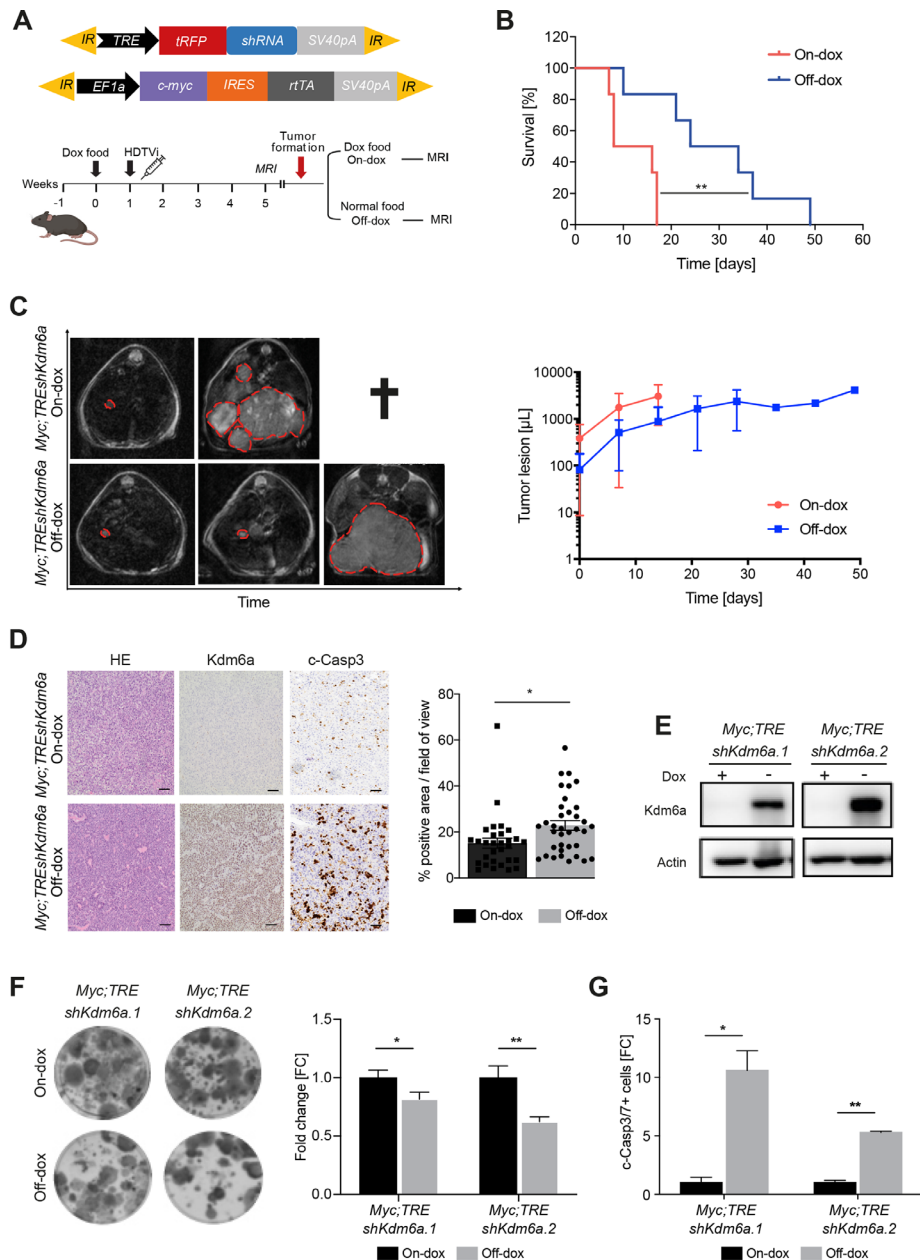 A
IR TRE tRFP shRNA SV40pA IR
IR EF1a c-myc IRES rtTA SV40pA IR
Dox food
HDTVi
MRI
Tumor
formation
Dox food
On-dox
MRI
Normal food
Off-dox
MRI
Weeks
-1 0 1 2 3 4 5
B
Survival [%]
120
100
80
60
40
20
0
0 10 20 30 40 50 60
Time [days]
On-dox
Off-dox
**
C
Myc;TREshKdm6a
On-dox
Myc;TREshKdm6a
Off-dox
Time
Tumor lesion [µL]
10000
1000
100
10
1
0 10 20 30 40 50
Time [days]
On-dox
Off-dox
D
HE Kdm6a c-Casp3
Myc;TREshKdm6a
On-dox
Myc;TREshKdm6a
Off-dox
% positive area / field of view
80
60
40
20
0
*
On-dox Off-dox
E
Myc;TRE
shKdm6a.1
Myc;TRE
shKdm6a.2
Dox + - + -
Kdm6a
Actin
F
Myc;TRE
shKdm6a.1
Myc;TRE
shKdm6a.2
On-dox
Off-dox
Fold change [FC]
1.5
1.0
0.5
0.0
*
**
Myc;TRE
shKdm6a.1
Myc;TRE
shKdm6a.2
On-dox Off-dox
G
c-Casp3/7+ cells [FC]
15
10
5
0
*
**
Myc;TRE
shKdm6a.1
Myc;TRE
shKdm6a.2
On-dox Off-dox